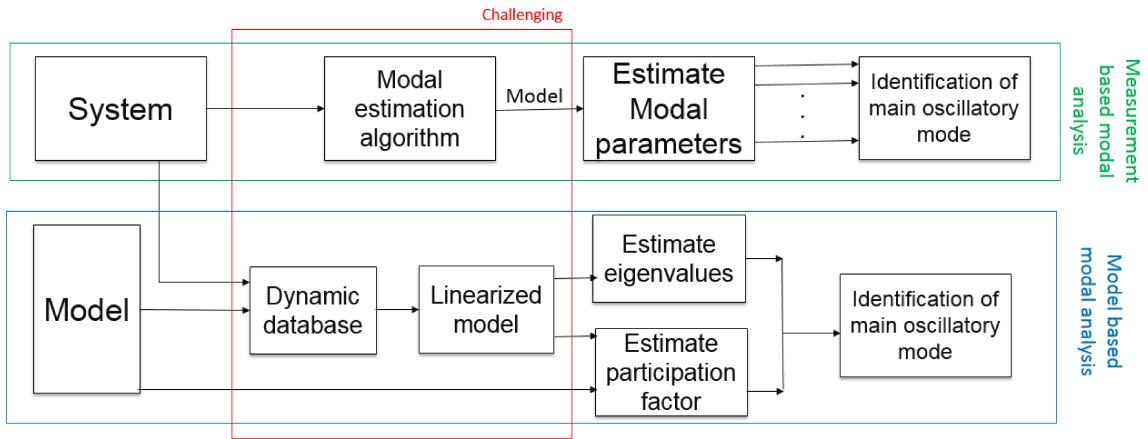 Challenging
System
Modal
estimation
algorithm
Model
Estimate
Modal
parameters
.
.
.
Identification of
main oscillatory
mode
Measurement
based modal
analysis
Model
Dynamic
database
Linearized
model
Estimate
eigenvalues
Estimate
participation
factor
Identification of
main oscillatory
mode
Model based
modal analysis